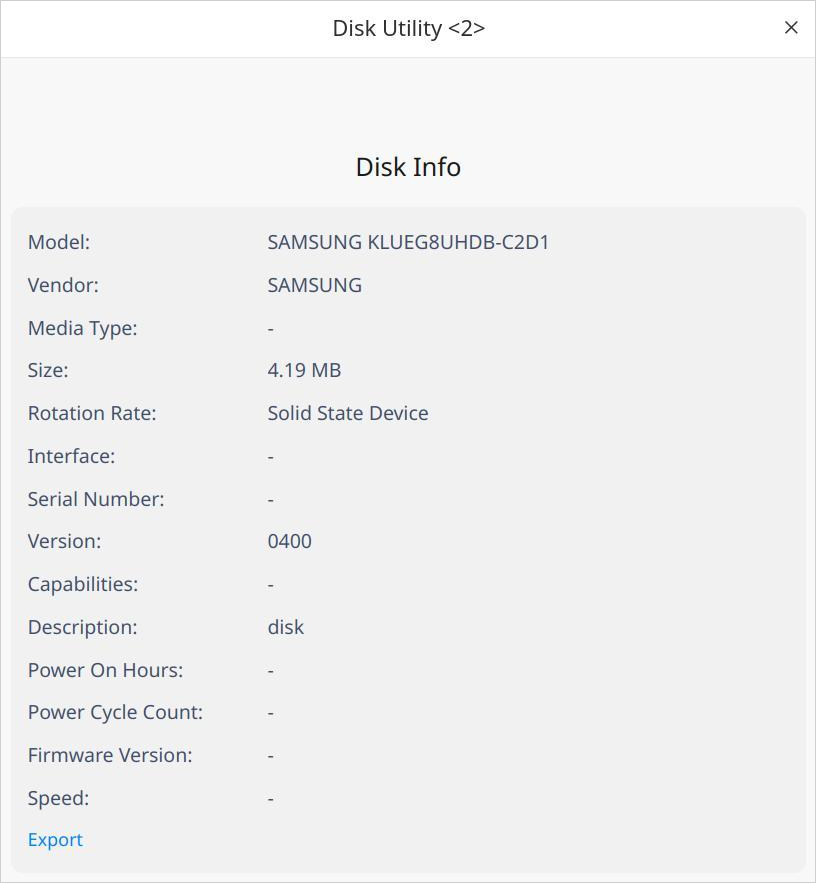 Disk Utility <2>
Disk Info
Model: SAMSUNG KLUEG8UHDB-C2D1
Vendor: SAMSUNG
Media Type: -
Size: 4.19 MB
Rotation Rate: Solid State Device
Interface: -
Serial Number: -
Version: 0400
Capabilities: -
Description: disk
Power On Hours: -
Power Cycle Count: -
Firmware Version: -
Speed: -
Export